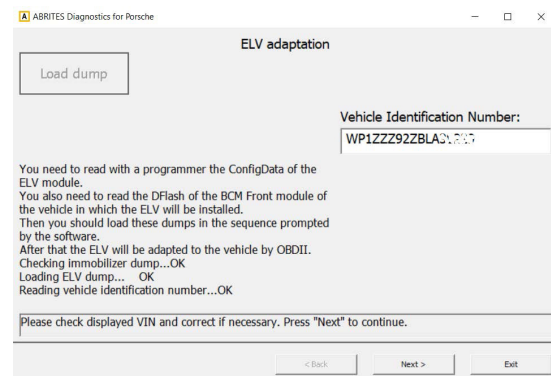 ABRITES Diagnostics for Porsche
ELV adaptation
Load dump
Vehicle Identification Number:
You need to read with a programmer the ConfigData of the
ELV module.
You also need to read the DFlash of the BCM Front module of
the vehicle in which the ELV will be installed.
Then you should load these dumps in the sequence prompted
by the software.
After that the ELV will be adapted to the vehicle by OBDII.
Checking immobilizer dump...OK
Loading ELV dump... OK
Reading vehicle identification number...OK
Please check displayed VIN and correct if necessary. Press "Next" to continue.
< Back
Next >
Exit